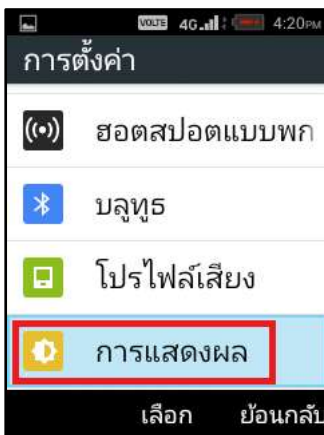 VOLTE 4G 4:20PM
การตั้งค่า
ฮอตสปอตแบบพก
บลูทูธ
โปรไฟล์เสียง
การแสดงผล
เลือก ย้อนกลับ